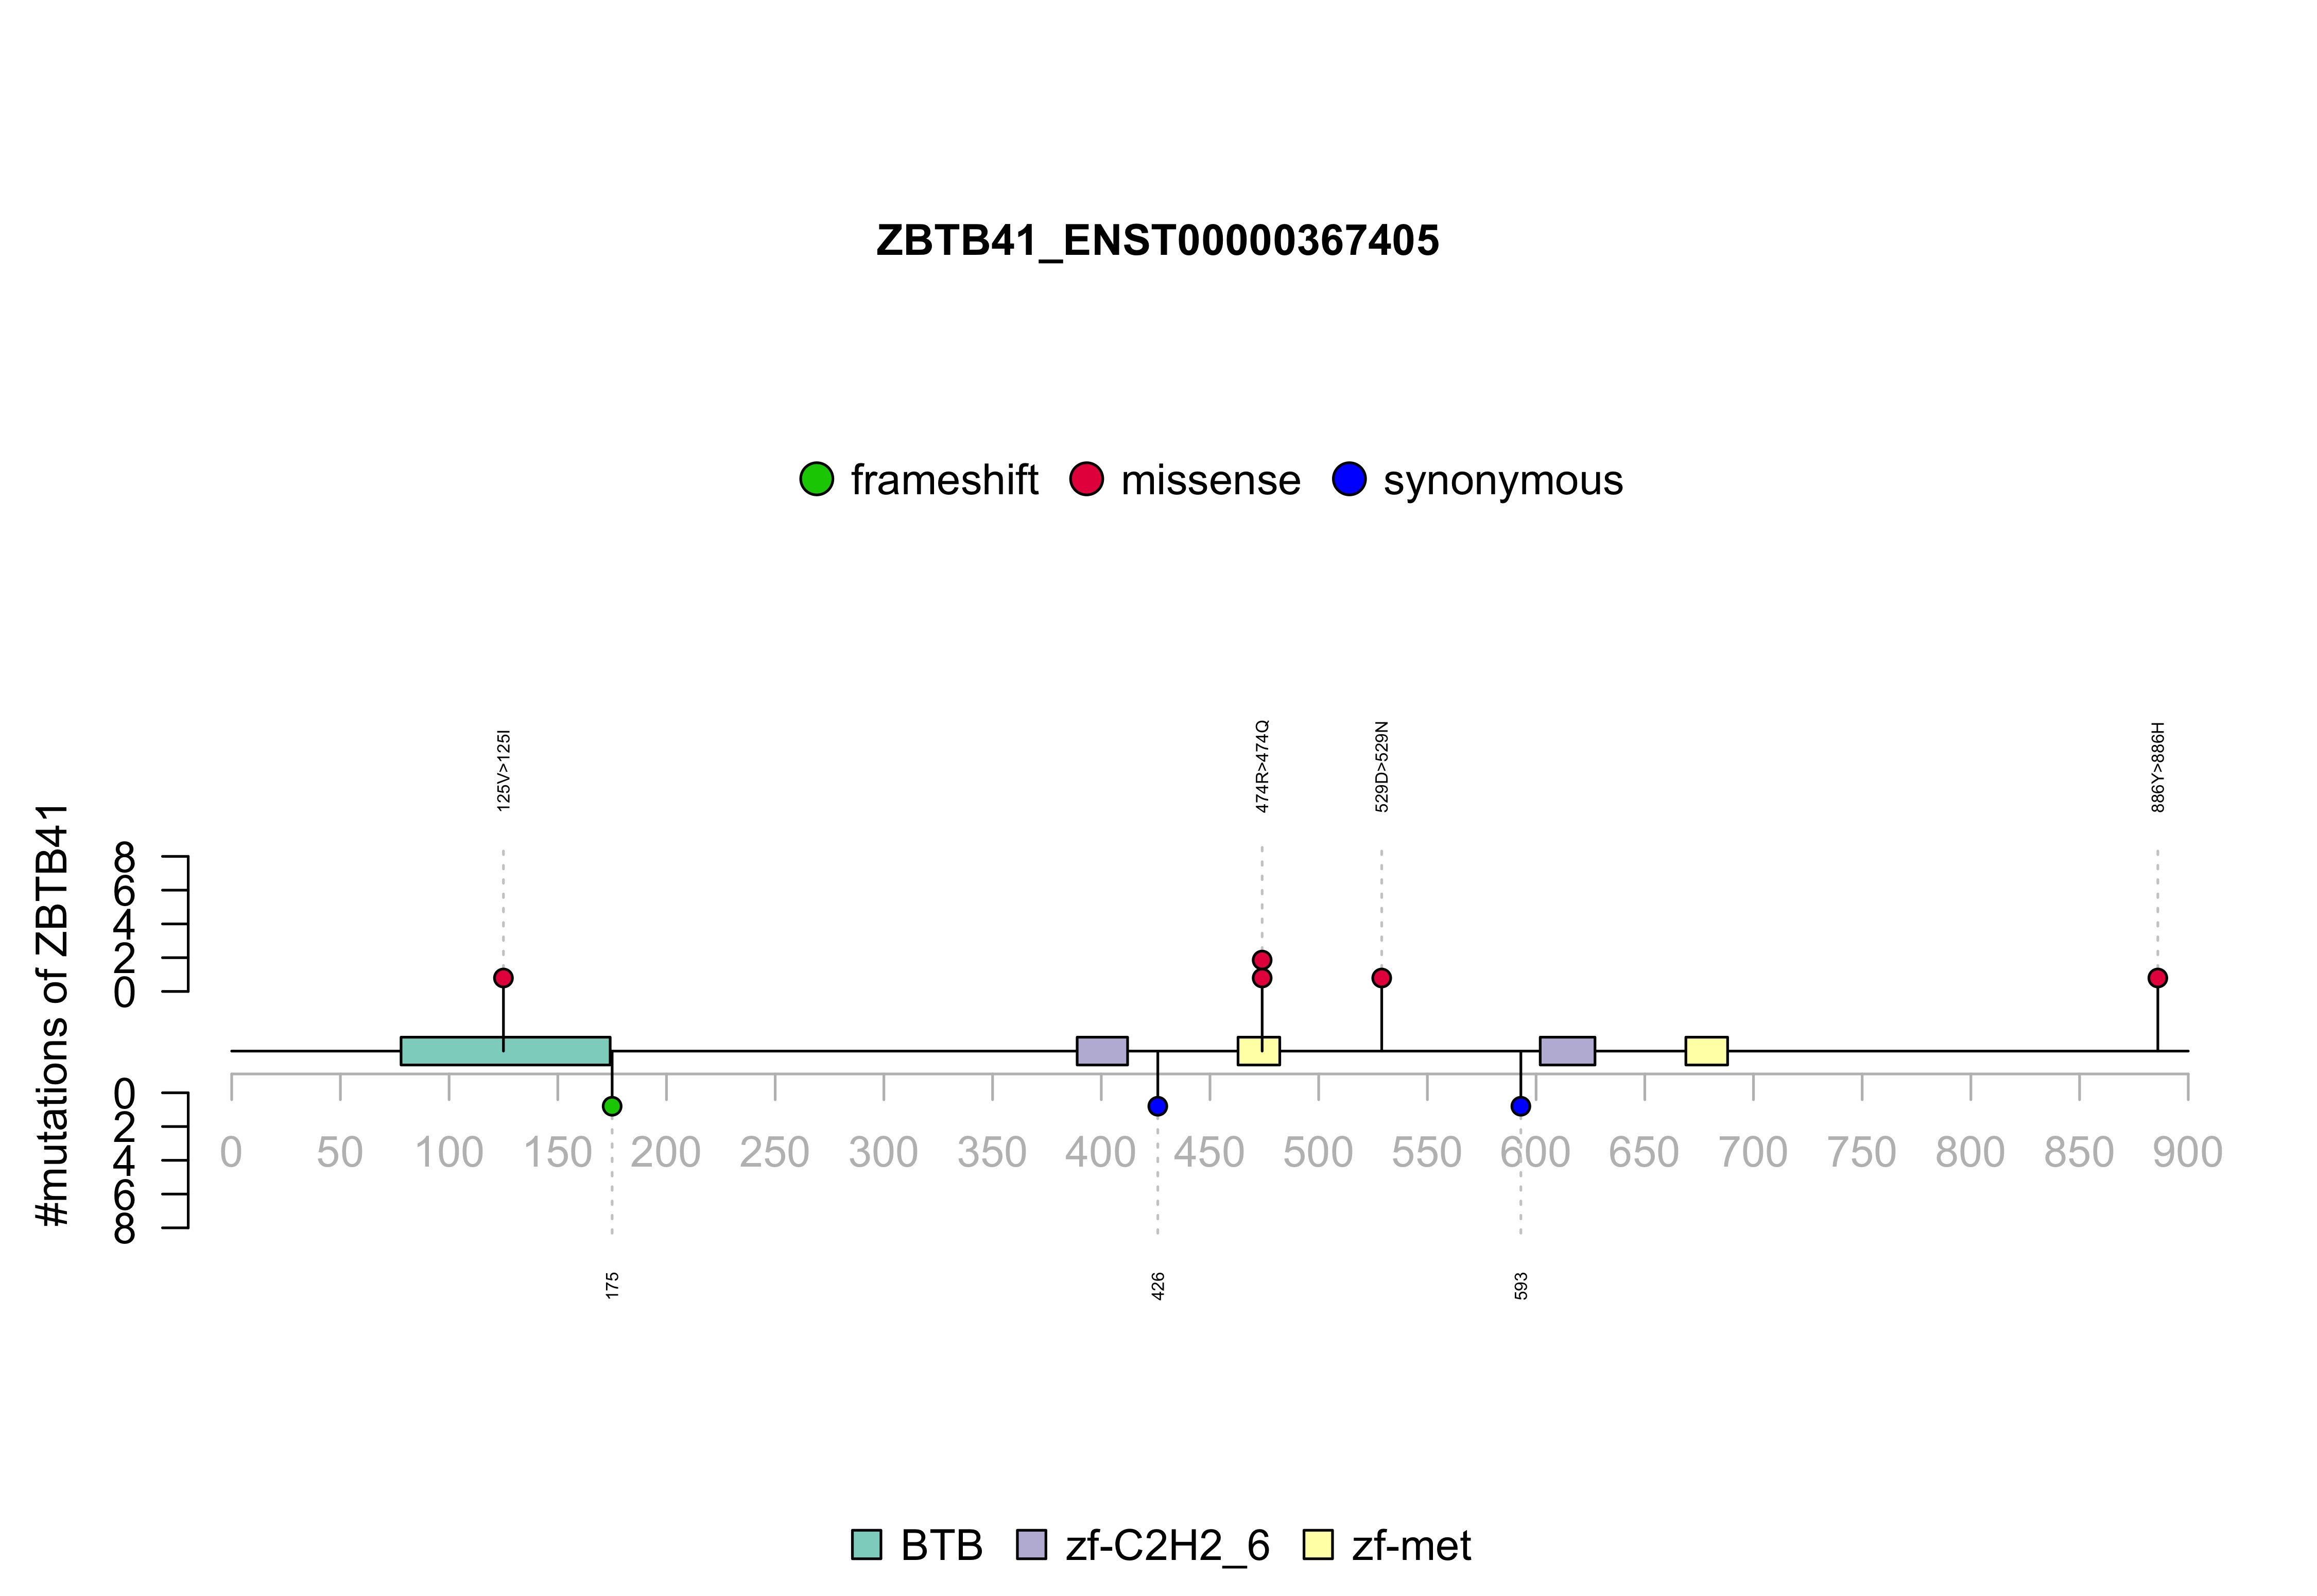 ZBTB41_ENST00000367405
frameshift missense synonymous
125V>125I
474R>474Q
529D>529N
886Y>886H
#mutations of ZBTB41
8
6
4
2
0
0
2
4
6
8
0 50 100 150 200 250 300 350 400 450 500 550 600 650 700 750 800 850 900
175
426
593
BTB zf-C2H2_6 zf-met